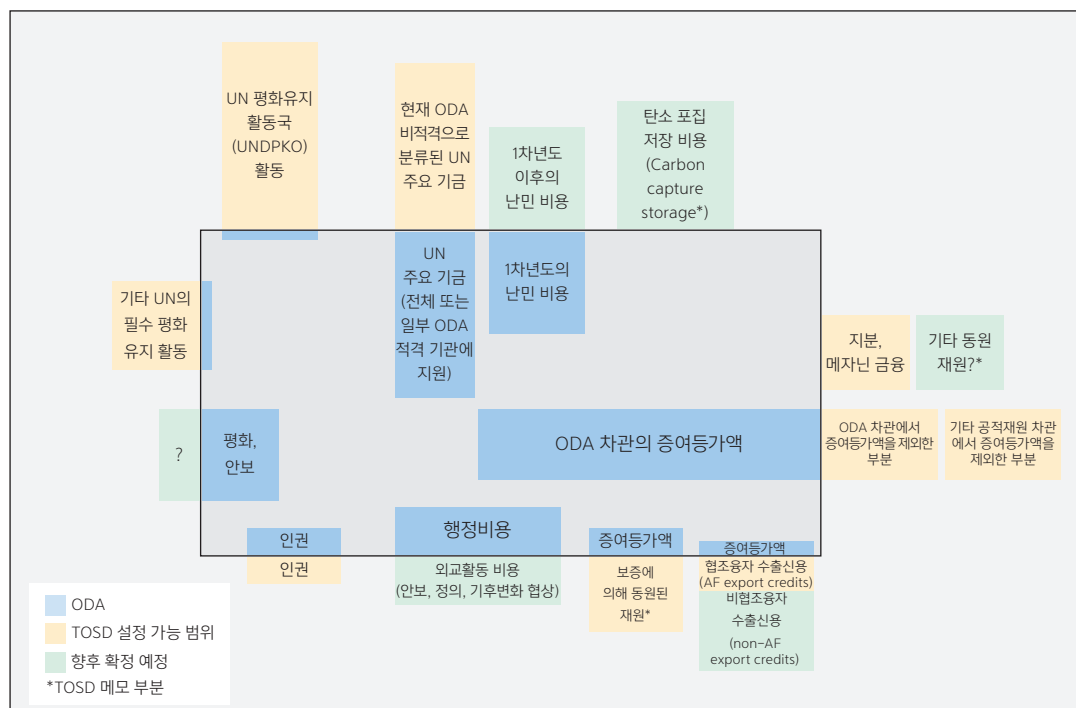 UN 평화유지
활동국
(UNDPKO)
활동
현재 ODA
비적격으로
분류된 UN
주요 기금
1차년도
이후의
난민 비용
탄소 포집
저장 비용
(Carbon
capture
storage*)
UN
주요 기금
(전체 또는
일부 ODA
적격 기관에
지원)
1차년도의
난민 비용
기타 UN의
필수 평화
유지 활동
지분,
메자닌 금융
기타 동원
재원?*
?
평화,
안보
ODA 차관의 증여등가액
ODA 차관에서
증여등가액을 제외한
부분
기타 공적재원 차관
에서 증여등가액을
제외한 부분
인권
인권
행정비용
외교활동 비용
(안보, 정의, 기후변화 협상)
증여등가액
보증에
의해 동원된
재원*
증여등가액
협조융자 수출신용
(AF export credits)
비협조융자
수출신용
(non-AF
export credits)
ODA
TOSD 설정 가능 범위
향후 확정 예정
*TOSD 메모 부분